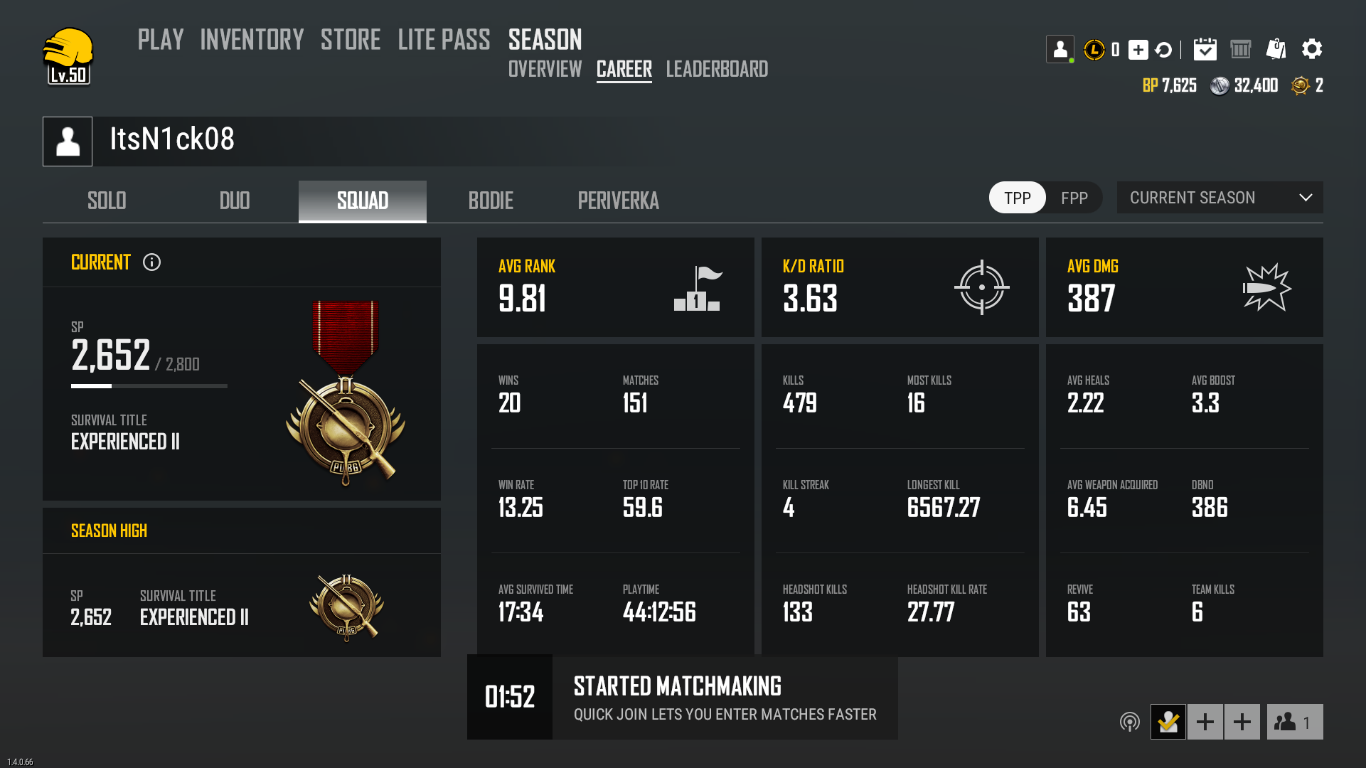 PLAY INVENTORY STORE LITE PASS SEASON
OVERVIEW CAREER LEADERBOARD
L 0
Lv.50
BP 7,625 32,400 2
ItsN1ck08
SOLO DUO SQUAD BODIE PERIVERKA
TPP FPP CURRENT SEASON
CURRENT
SP
2,652 / 2,800
SURVIVAL TITLE
EXPERIENCED II
PUBG
SEASON HIGH
SP SURVIVAL TITLE
2,652 EXPERIENCED II
PUBG
AVG RANK
9.81
1
WINS MATCHES
20 151
WIN RATE TOP 10 RATE
13.25 59.6
AVG SURVIVED TIME PLAYTIME
17:34 44:12:56
K/D RATIO
3.63
KILLS MOST KILLS
479 16
KILL STREAK LONGEST KILL
4 6567.27
HEADSHOT KILLS HEADSHOT KILL RATE
133 27.77
AVG DMG
387
AVG HEALS AVG BOOST
2.22 3.3
AVG WEAPON ACQUIRED DBNO
6.45 386
REVIVE TEAM KILLS
63 6
01:52
STARTED MATCHMAKING
QUICK JOIN LETS YOU ENTER MATCHES FASTER
1
1.4.0.66